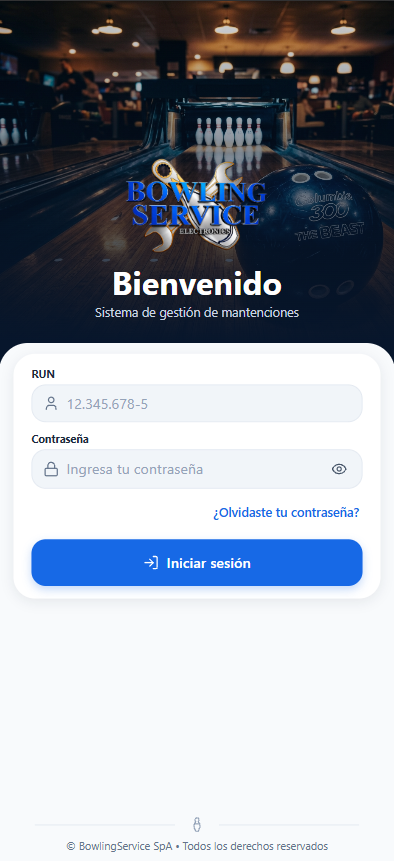 BOWLING
SERVICE
ELECTRONICS
Columbia
300
THE BEAST
Bienvenido
Sistema de gestión de mantenciones
RUN
12.345.678-5
Contraseña
Ingresa tu contraseña
¿Olvidaste tu contraseña?
Iniciar sesión
© BowlingService SpA • Todos los derechos reservados